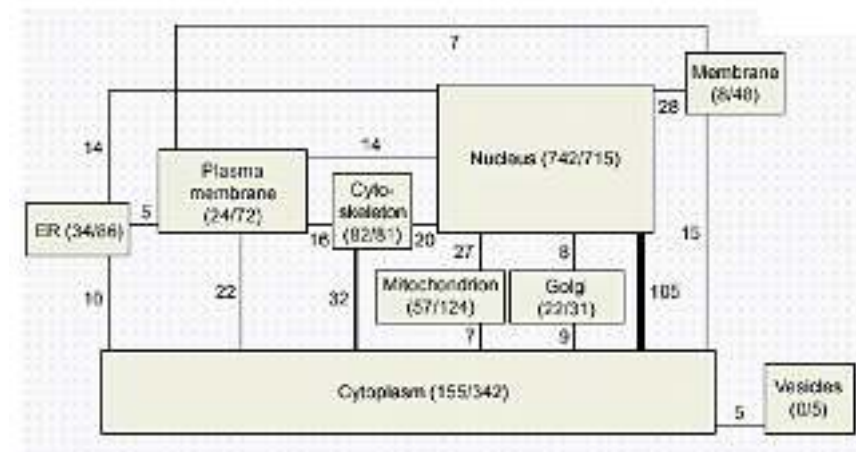 7
Membrane
(8/48)
28
14
14
Nucleus (742/715)
Plasma
membrane
(24/72)
Cyto-
skeleton
(82/81)
5
ER (34/86)
16
20
27
8
15
Mitochondrion
(57/124)
Golgi
(22/31)
10
22
32
105
7
9
Cytoplasm (155/342)
Vesicles
(0/5)
5